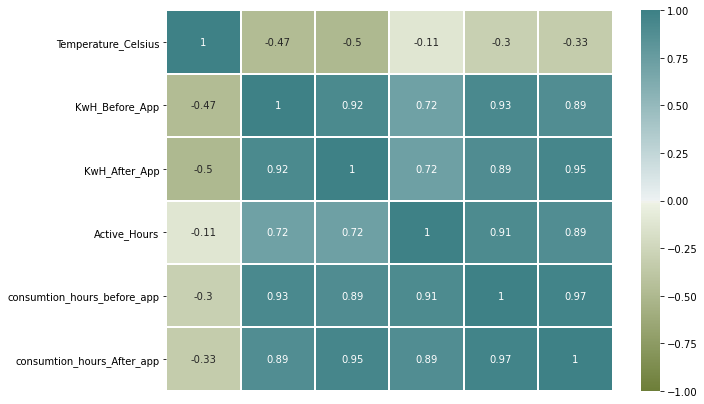 Temperature_Celsius 1 -0.47 -0.5 -0.11 -0.3 -0.33
KwH_Before_App -0.47 1 0.92 0.72 0.93 0.89
KwH_After_App -0.5 0.92 1 0.72 0.89 0.95
Active_Hours -0.11 0.72 0.72 1 0.91 0.89
consumtion_hours_before_app -0.3 0.93 0.89 0.91 1 0.97
consumtion_hours_After_app -0.33 0.89 0.95 0.89 0.97 1
1.00
0.75
0.50
0.25
0.00
-0.25
-0.50
-0.75
-1.00